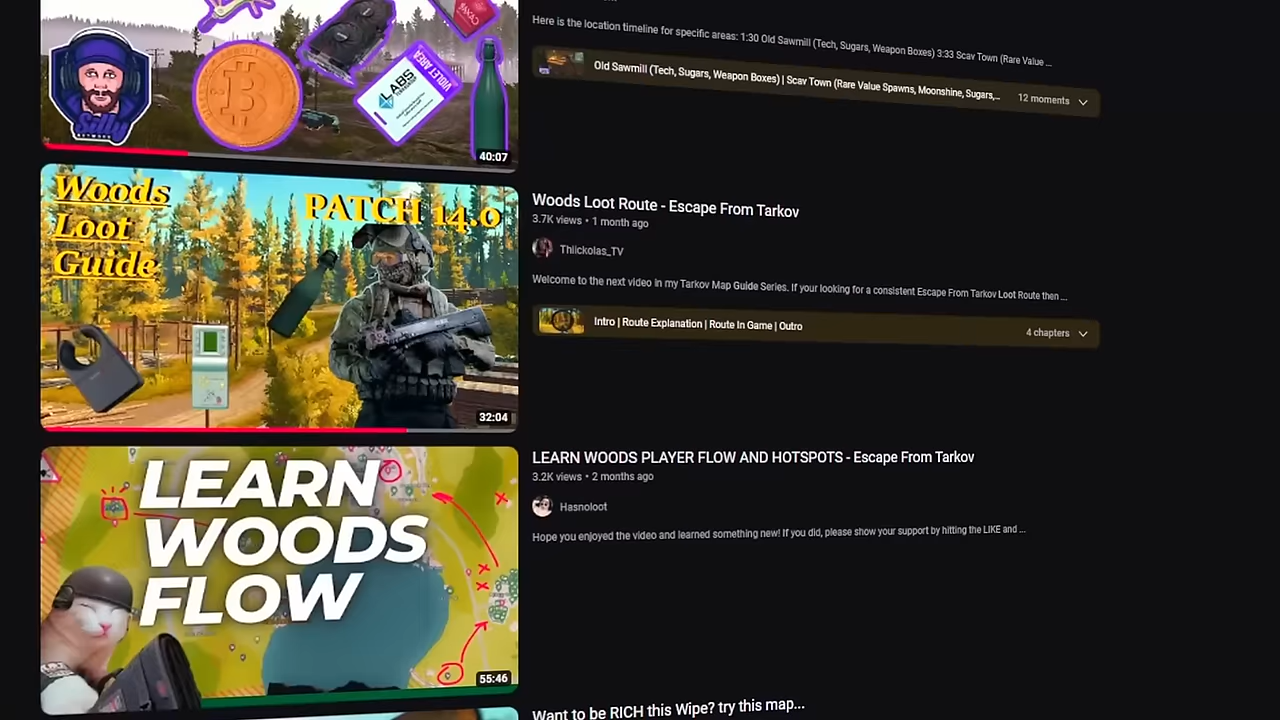 Here is the location timeline for specific areas: 1:30 Old Sawmill (Tech, Sugars, Weapon Boxes) 3:33 Scav Town (Rare Value ...
Old Sawmill (Tech, Sugars, Weapon Boxes) | Scav Town (Rare Value Spawns, Moonshine, Sugars,...
12 moments
LABS
VIOLET AREA
40:07
Woods
Loot
Guide
PATCH 14.0
32:04
Woods Loot Route - Escape From Tarkov
3.7K views • 1 month ago
Thlickolas_TV
Welcome to the next video in my Tarkov Map Guide Series. If your looking for a consistent Escape From Tarkov Loot Route then ...
Intro | Route Explanation | Route In Game | Outro
4 chapters
LEARN
WOODS
FLOW
55:46
LEARN WOODS PLAYER FLOW AND HOTSPOTS - Escape From Tarkov
3.2K views • 2 months ago
Hasnoloot
Hope you enjoyed the video and learned something new! If you did, please show your support by hitting the LIKE and ...
Want to be RICH this Wipe? try this map...